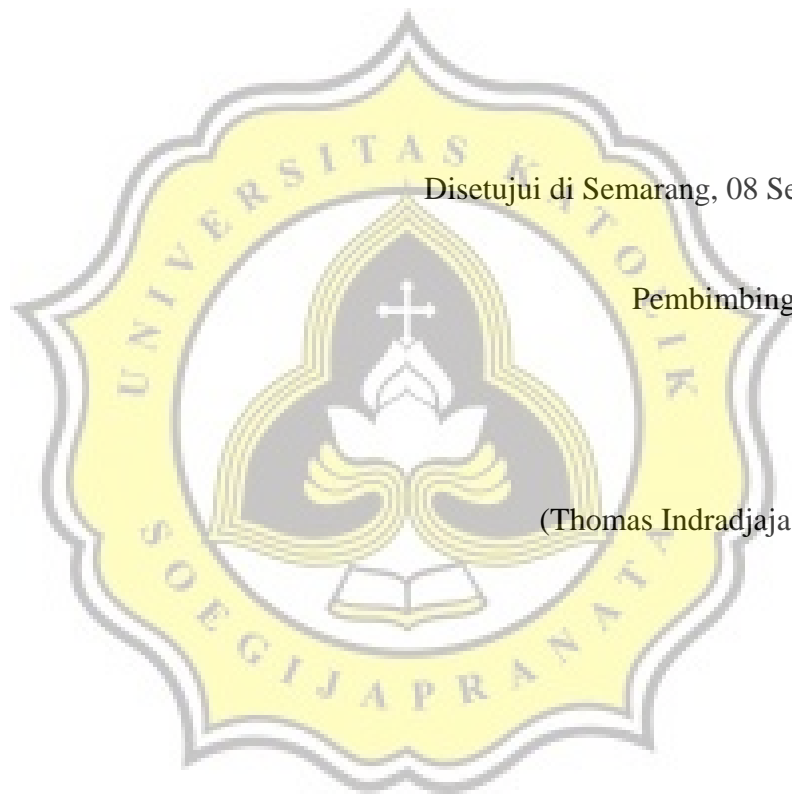 UNIVERSITAS KATOLIK
Disetujui di Semarang, 08 Se
Pembimbing
(Thomas Indradjaja
SOEGIJAPRANATA